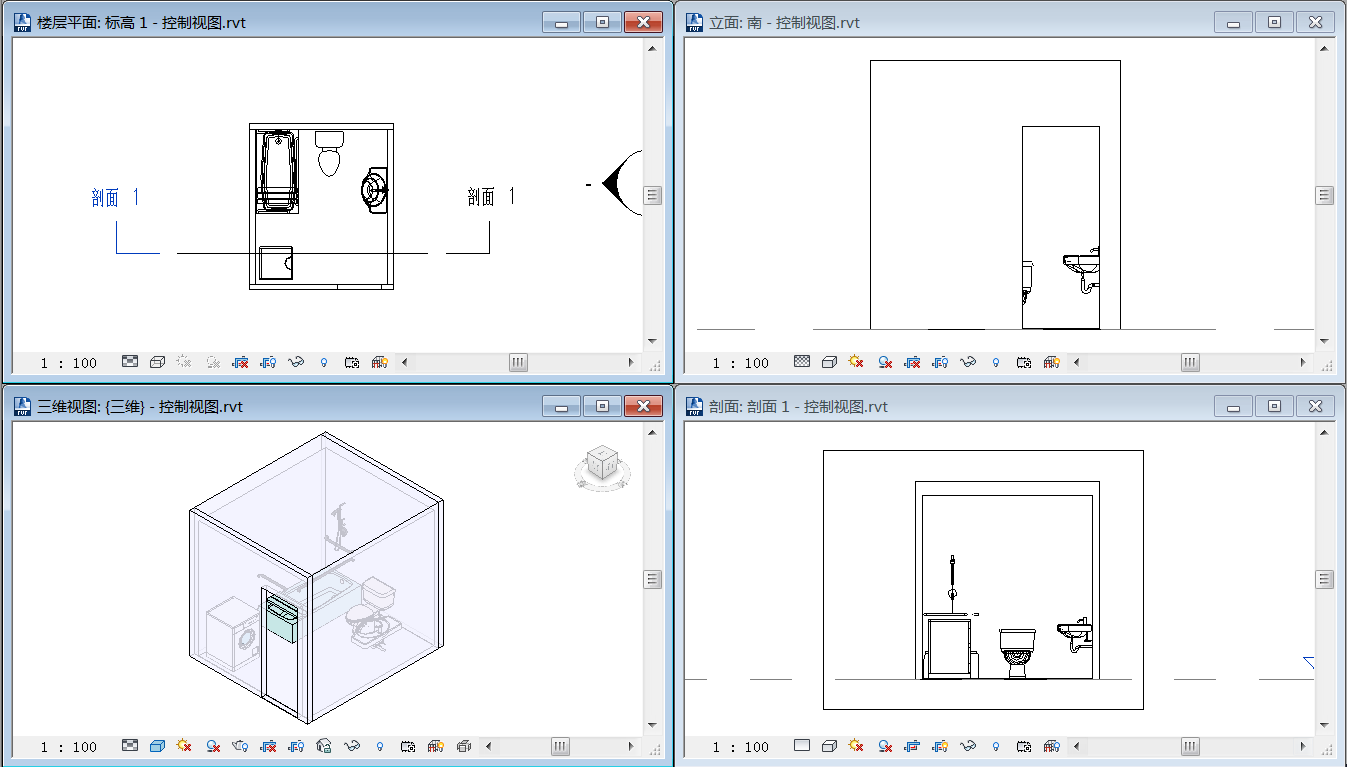 楼层平面: 标高 1 - 控制视图.rvt
剖面 1
剖面 1
1 : 100
立面: 南 - 控制视图.rvt
1 : 100
三维视图: {三维} - 控制视图.rvt
1 : 100
剖面: 剖面 1 - 控制视图.rvt
1 : 100